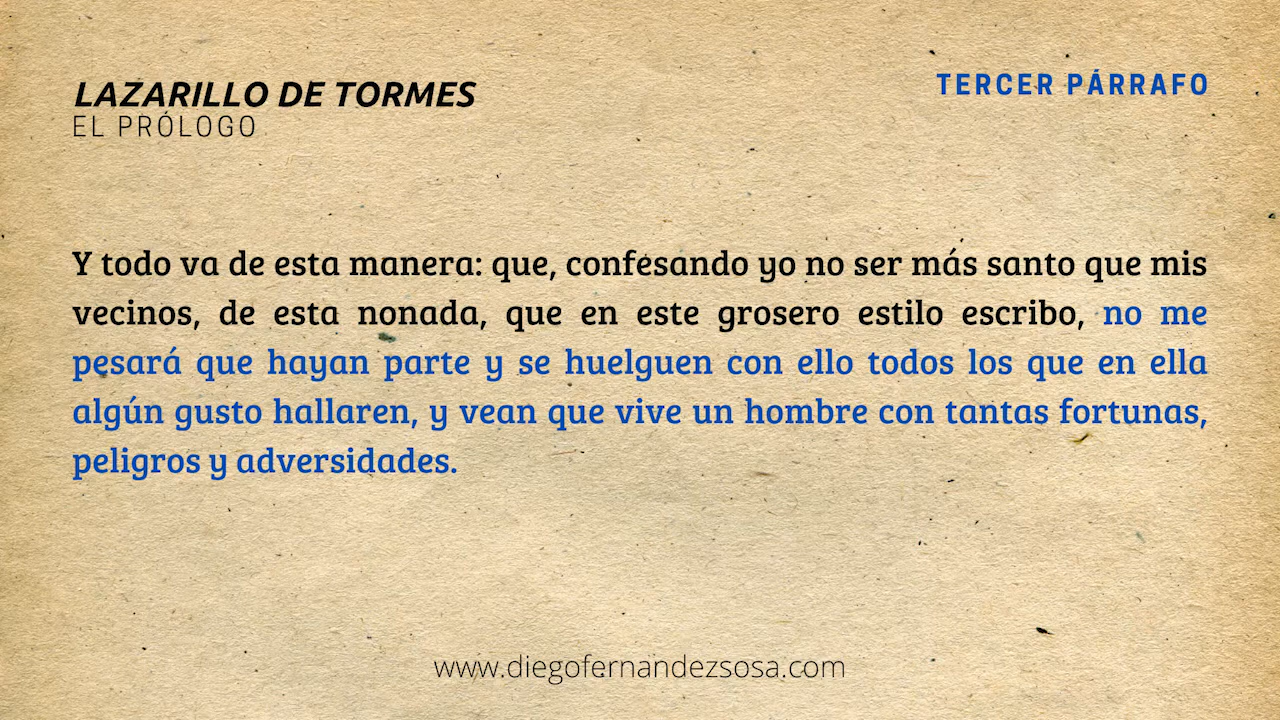 LAZARILLO DE TORMES
EL PRÓLOGO
TERCER PÁRRAFO
Y todo va de esta manera: que, confesando yo no ser más santo que mis
vecinos, de esta nonada, que en este grosero estilo escribo, no me
pesará que hayan parte y se huelguen con ello todos los que en ella
algún gusto hallaren, y vean que vive un hombre con tantas fortunas,
peligros y adversidades.
www.diegofernandezsosa.com